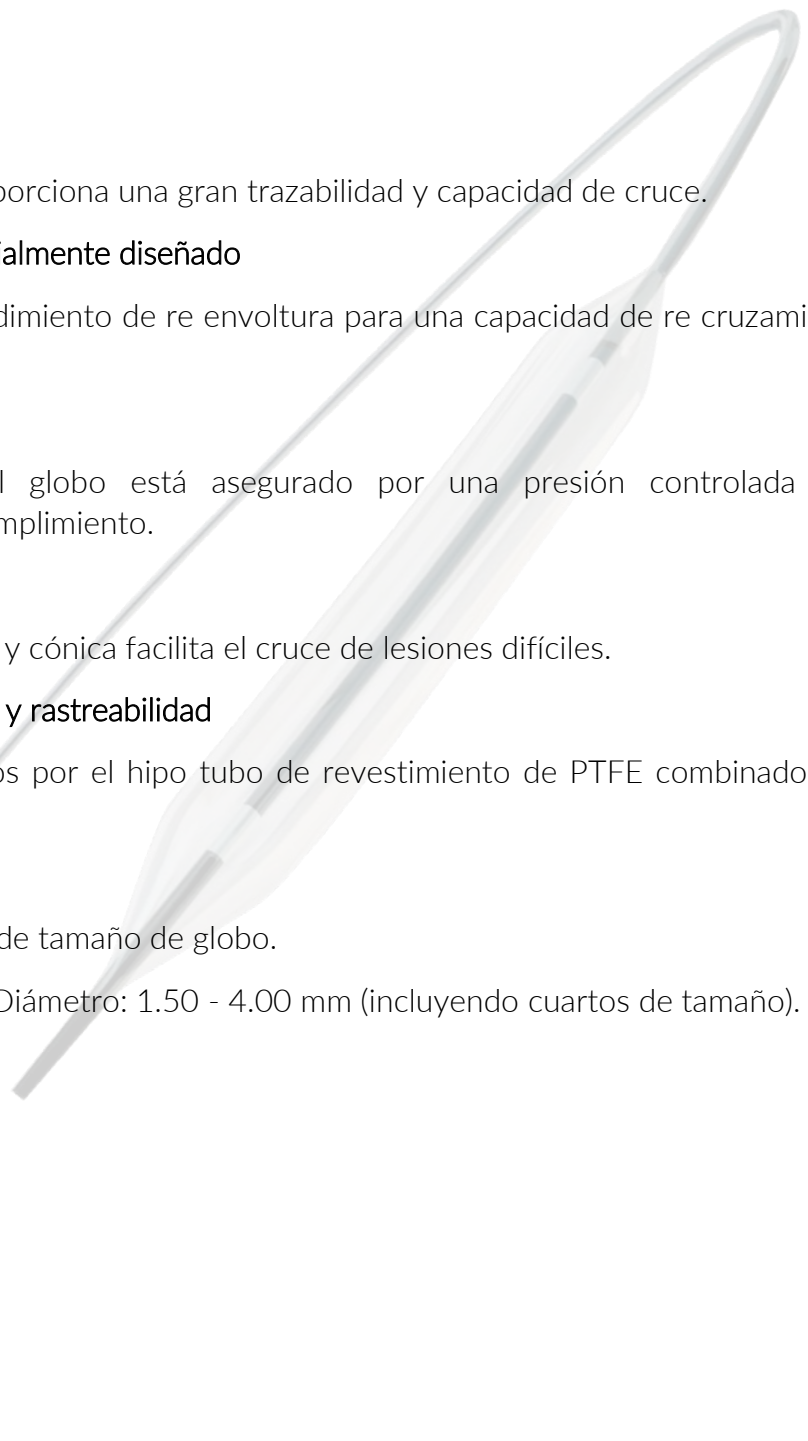 porciona una gran trazabilidad y capacidad de cruce.
ialmente diseñado
dimiento de re envoltura para una capacidad de re cruzami
l globo está asegurado por una presión controlada
mplimiento.
y cónica facilita el cruce de lesiones difíciles.
y rastreabilidad
os por el hipo tubo de revestimiento de PTFE combinado
de tamaño de globo.
Diámetro: 1.50 - 4.00 mm (incluyendo cuartos de tamaño).